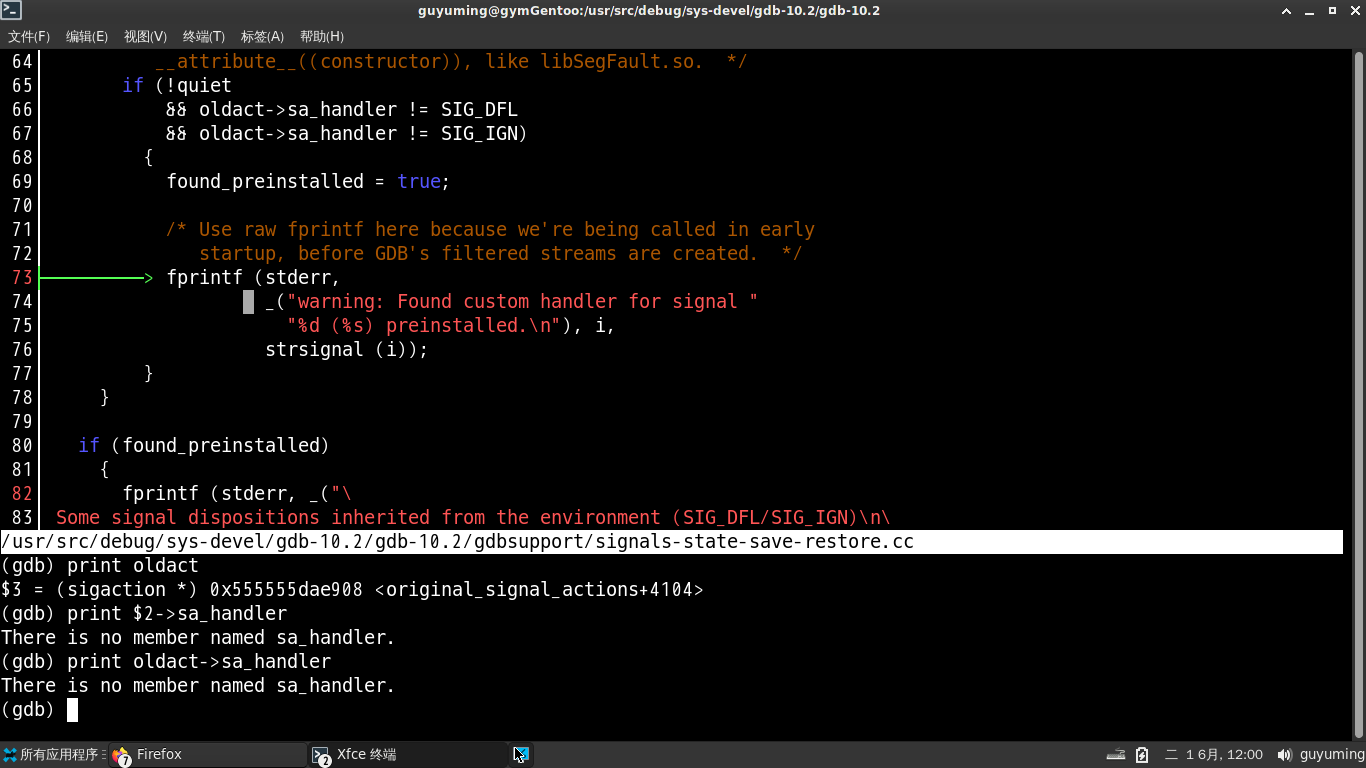 guyuming@gymGentoo:/usr/src/debug/sys-devel/gdb-10.2/gdb-10.2
文件(F) 编辑(E) 视图(V) 终端(T) 标签(A) 帮助(H)
64 __attribute__((constructor)), like libSegFault.so.  */
65 if (!quiet
66 && oldact->sa_handler != SIG_DFL
67 && oldact->sa_handler != SIG_IGN)
68 {
69 found_preinstalled = true;
70
71 /* Use raw fprintf here because we're being called in early
72 startup, before GDB's filtered streams are created.  */
73 > fprintf (stderr,
74 _("warning: Found custom handler for signal "
75 "%d (%s) preinstalled.\n"), i,
76 strsignal (i));
77 }
78 }
79
80 if (found_preinstalled)
81 {
82 fprintf (stderr, _("\
83 Some signal dispositions inherited from the environment (SIG_DFL/SIG_IGN)\n\
/usr/src/debug/sys-devel/gdb-10.2/gdb-10.2/gdbsupport/signals-state-save-restore.cc
(gdb) print oldact
$3 = (sigaction *) 0x555555dae908 <original_signal_actions+4104>
(gdb) print $2->sa_handler
There is no member named sa_handler.
(gdb) print oldact->sa_handler
There is no member named sa_handler.
(gdb)
所有应用程序 7 Firefox 2 Xfce 终端 二 1 6月, 12:00 guyuming